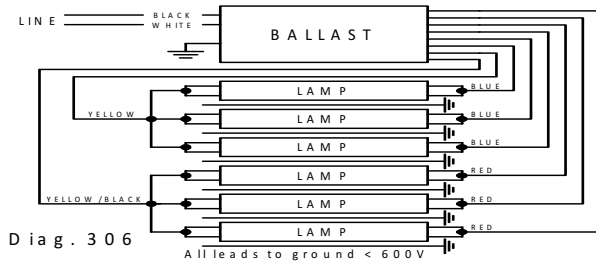 BLACK
LINE
WHITE
BALLAST
LAMP
BLUE
YELLOW
LAMP
BLUE
LAMP
BLUE
LAMP
RED
YELLOW/BLACK
LAMP
RED
LAMP
RED
Diag. 306
All leads to ground < 600V